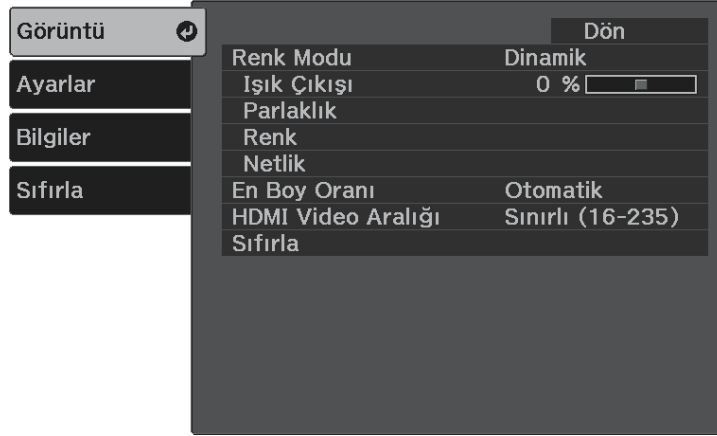 Görüntü
Ayarlar
Bilgiler
Sıfırla
Dön
Renk Modu Dinamik
Işık Çıkışı 0 %
Parlaklık
Renk
Netlik
En Boy Oranı Otomatik
HDMI Video Aralığı Sınırlı (16-235)
Sıfırla